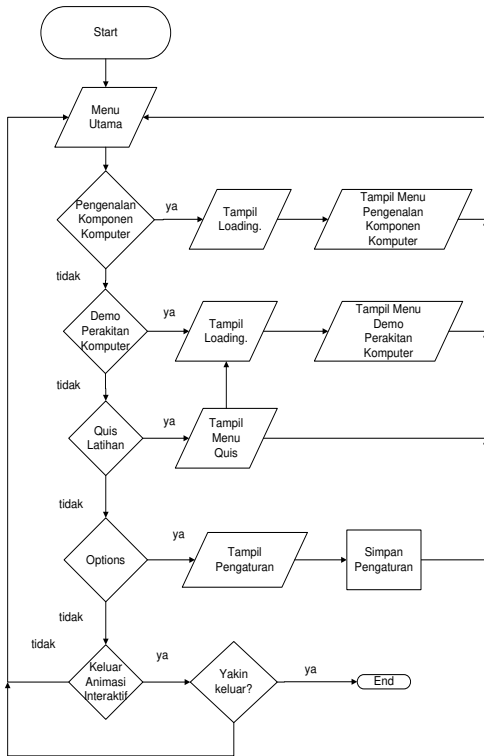 Start
Menu
Utama
Pengenalan
Komponen
Komputer
ya
Tampil
Loading.
Tampil Menu
Pengenalan
Komponen
Komputer
tidak
Demo
Perakitan
Komputer
ya
Tampil
Loading.
Tampil Menu
Demo
Perakitan
Komputer
tidak
Quis
Latihan
ya
Tampil
Menu
Quis
tidak
Options
ya
Tampil
Pengaturan
Simpan
Pengaturan
tidak
tidak
Keluar
Animasi
Interaktif
ya
Yakin
keluar?
ya
End